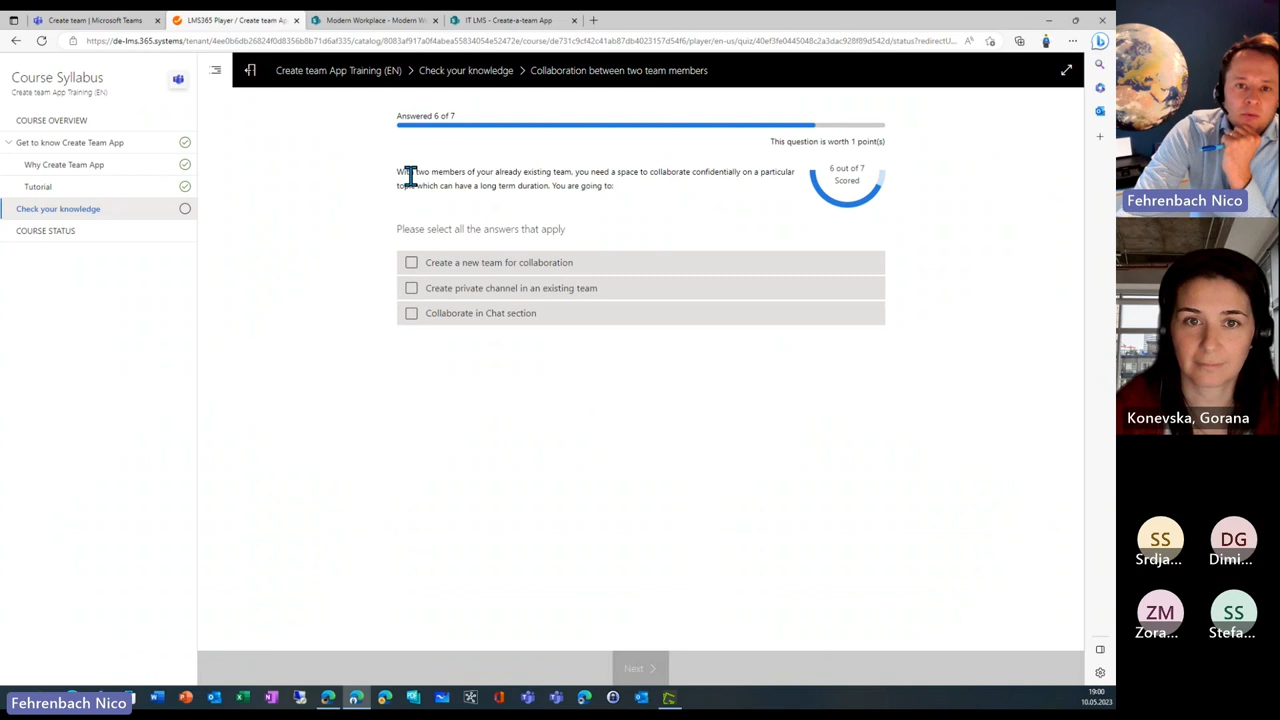 Create team | Microsoft Teams
LMS365 Player / Create team Ap
Modern Workplace - Modern W
IT LMS - Create-a-team App
Course Syllabus
Create team App Training (EN)
COURSE OVERVIEW
Get to know Create Team App
Why Create Team App
Tutorial
Check your knowledge
COURSE STATUS
Create team App Training (EN) > Check your knowledge > Collaboration between two team members
Answered 6 of 7
This question is worth 1 point(s)
With two members of your already existing team, you need a space to collaborate confidentially on a particular
topic which can have a long term duration. You are going to:
6 out of 7
Scored
Please select all the answers that apply
Create a new team for collaboration
Create private channel in an existing team
Collaborate in Chat section
Next
Fehrenbach Nico
Konevska, Gorana
SS
DG
Srdja...
Dimi...
ZM
SS
Zora...
Stefa...
Fehrenbach Nico
19:00
10.05.2023